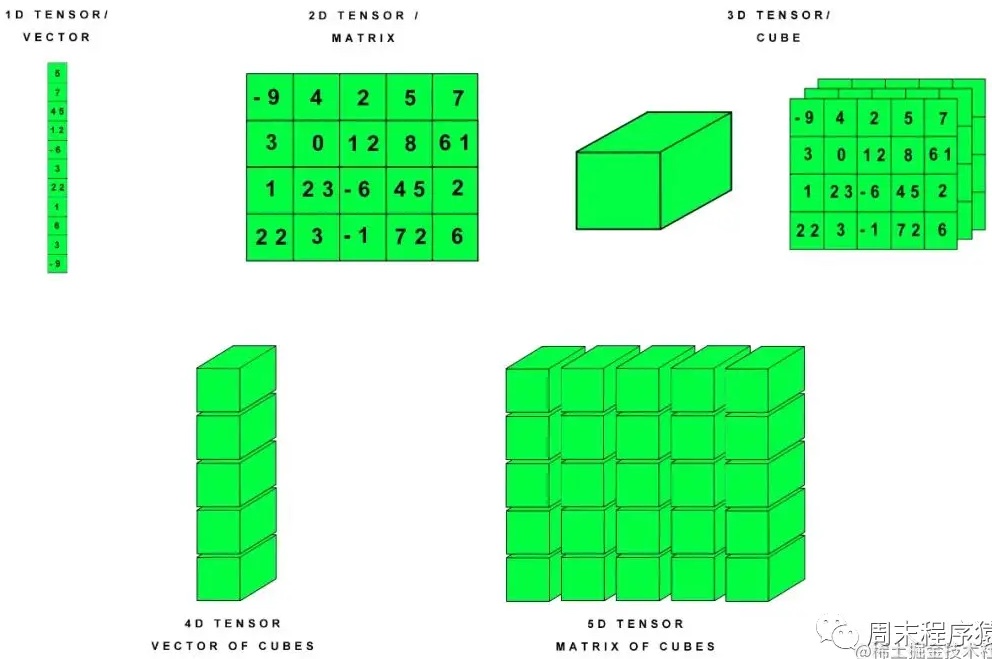 1D TENSOR/
VECTOR
5
7
45
12
-6
3
22
1
6
3
-9
2D TENSOR /
MATRIX
-9 4 2 5 7
3 0 12 8 61
1 23 -6 45 2
22 3 -1 72 6
3D TENSOR/
CUBE
-9 4 2 5 7
3 0 12 8 61
1 23 -6 45 2
22 3 -1 72 6
4D TENSOR
VECTOR OF CUBES
5D TENSOR
MATRIX OF CUBES
周末程序猿
@稀土掘金技术社